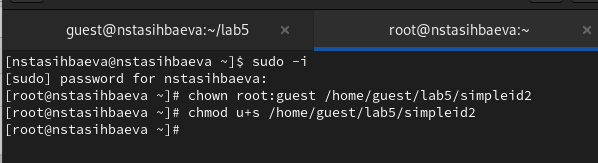 guest@nstasihbaeva:~/lab5
root@nstasihbaeva:~
[nstasihbaeva@nstasihbaeva ~]$ sudo -i
[sudo] password for nstasihbaeva:
[root@nstasihbaeva ~]# chown root:guest /home/guest/lab5/simpleid2
[root@nstasihbaeva ~]# chmod u+s /home/guest/lab5/simpleid2
[root@nstasihbaeva ~]#